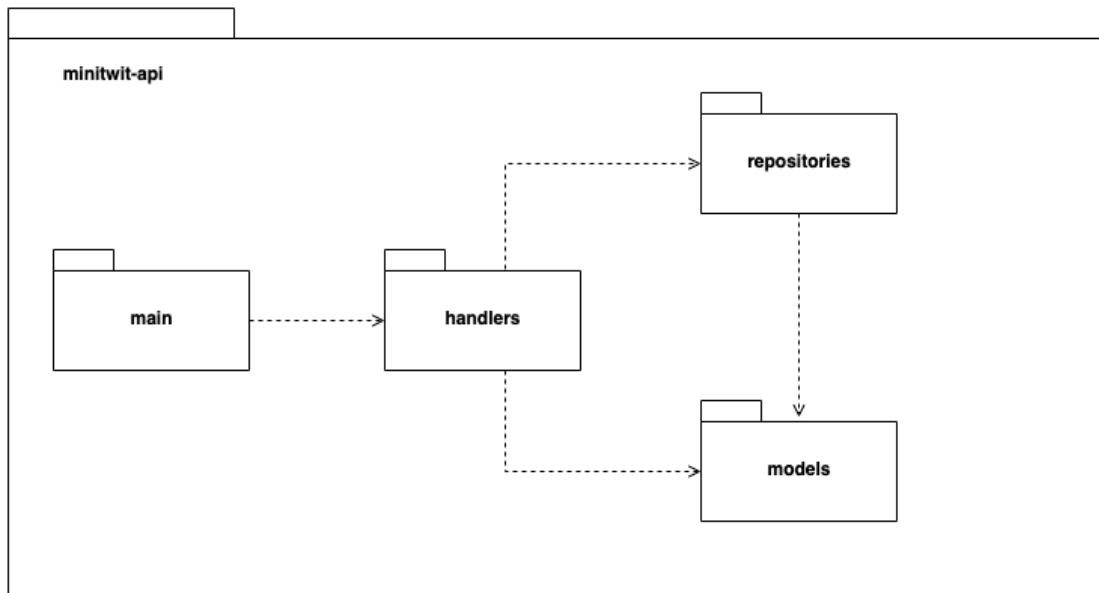 minitwit-api
repositories
main
handlers
models